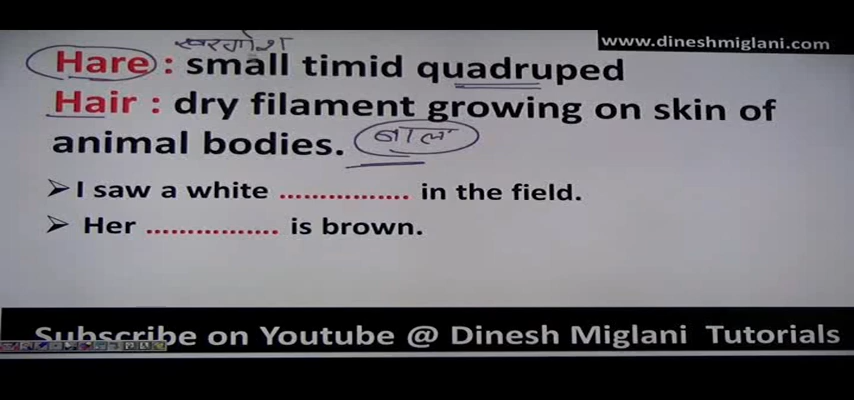 खरगोश
www.dineshmiglani.com
Hare : small timid quadruped
Hair : dry filament growing on skin of
animal bodies. बाल
➢ I saw a white ................ in the field.
➢ Her ................ is brown.
Subscribe on Youtube @ Dinesh Miglani Tutorials